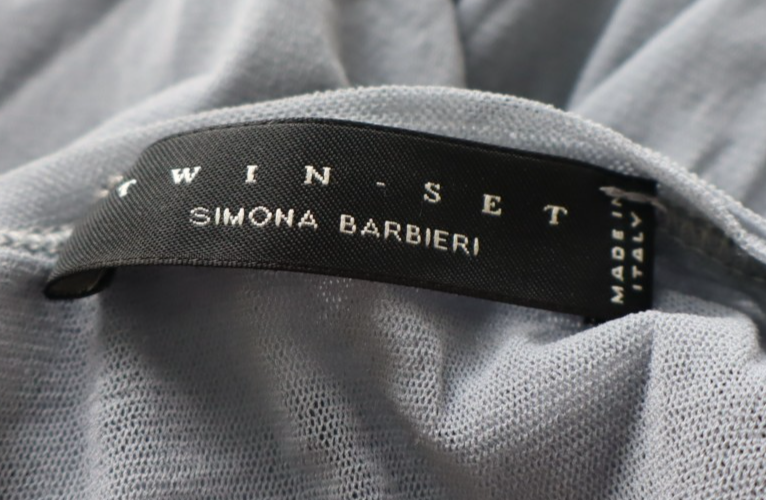 TWIN-SET
SIMONA BARBIERI
MADE IN
ITALY